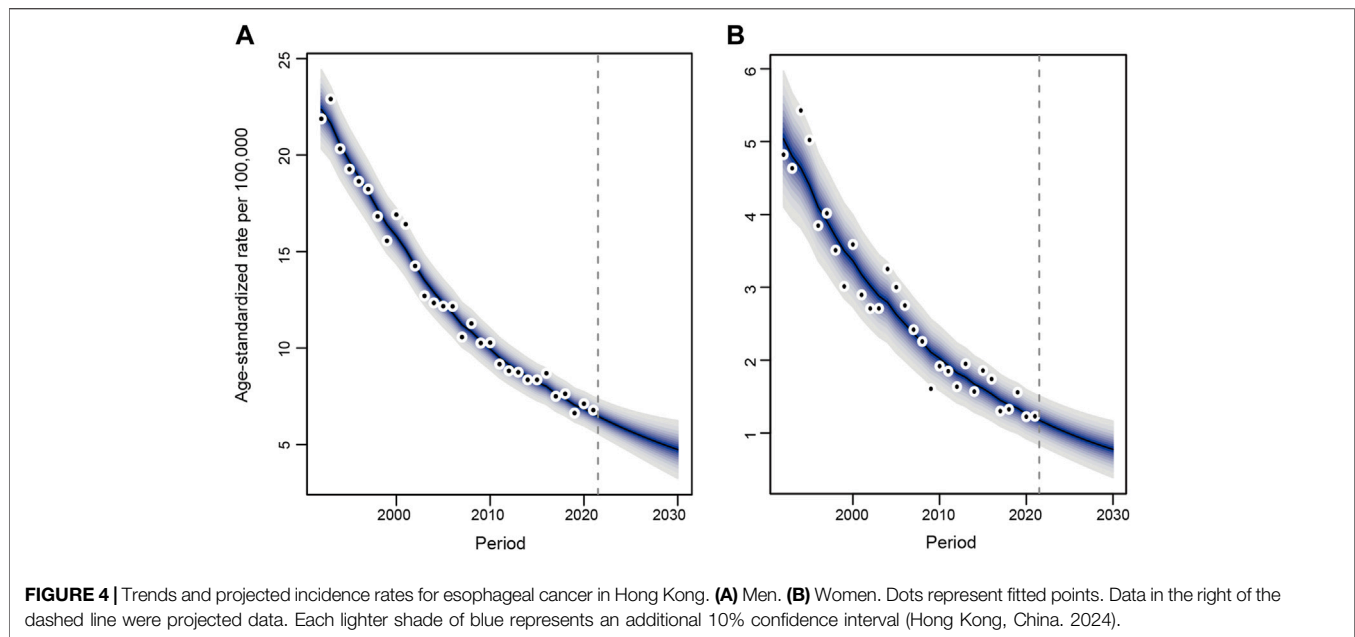 A
B
Age-standardized rate per 100,000
25
20
15
10
5
2000 2010 2020 2030
Period
6
5
4
3
2
1
2000 2010 2020 2030
Period
FIGURE 4 | Trends and projected incidence rates for esophageal cancer in Hong Kong. (A) Men. (B) Women. Dots represent fitted points. Data in the right of the
dashed line were projected data. Each lighter shade of blue represents an additional 10% confidence interval (Hong Kong, China. 2024).